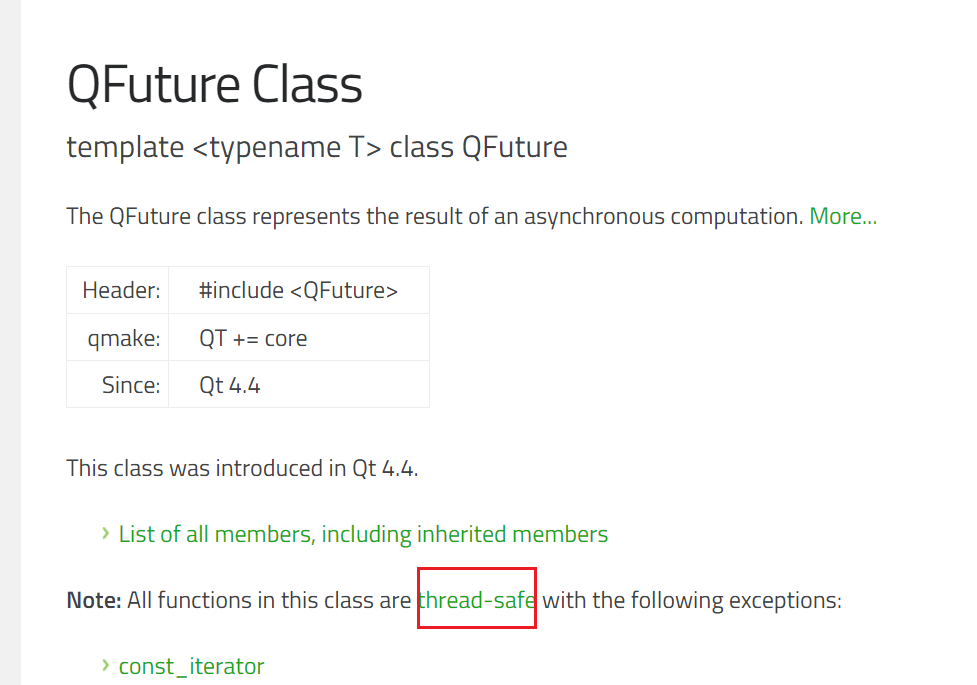 QFuture Class
template <typename T> class QFuture
The QFuture class represents the result of an asynchronous computation. More...
Header: #include <QFuture>
qmake: QT += core
Since: Qt 4.4
This class was introduced in Qt 4.4.
› List of all members, including inherited members
Note: All functions in this class are thread-safe with the following exceptions:
› const_iterator